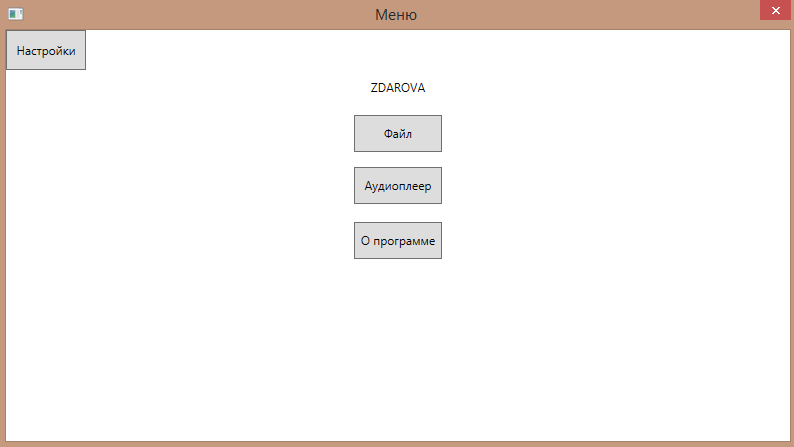 Меню
Настройки
ZDAROVA
Файл
Аудиоплеер
О программе